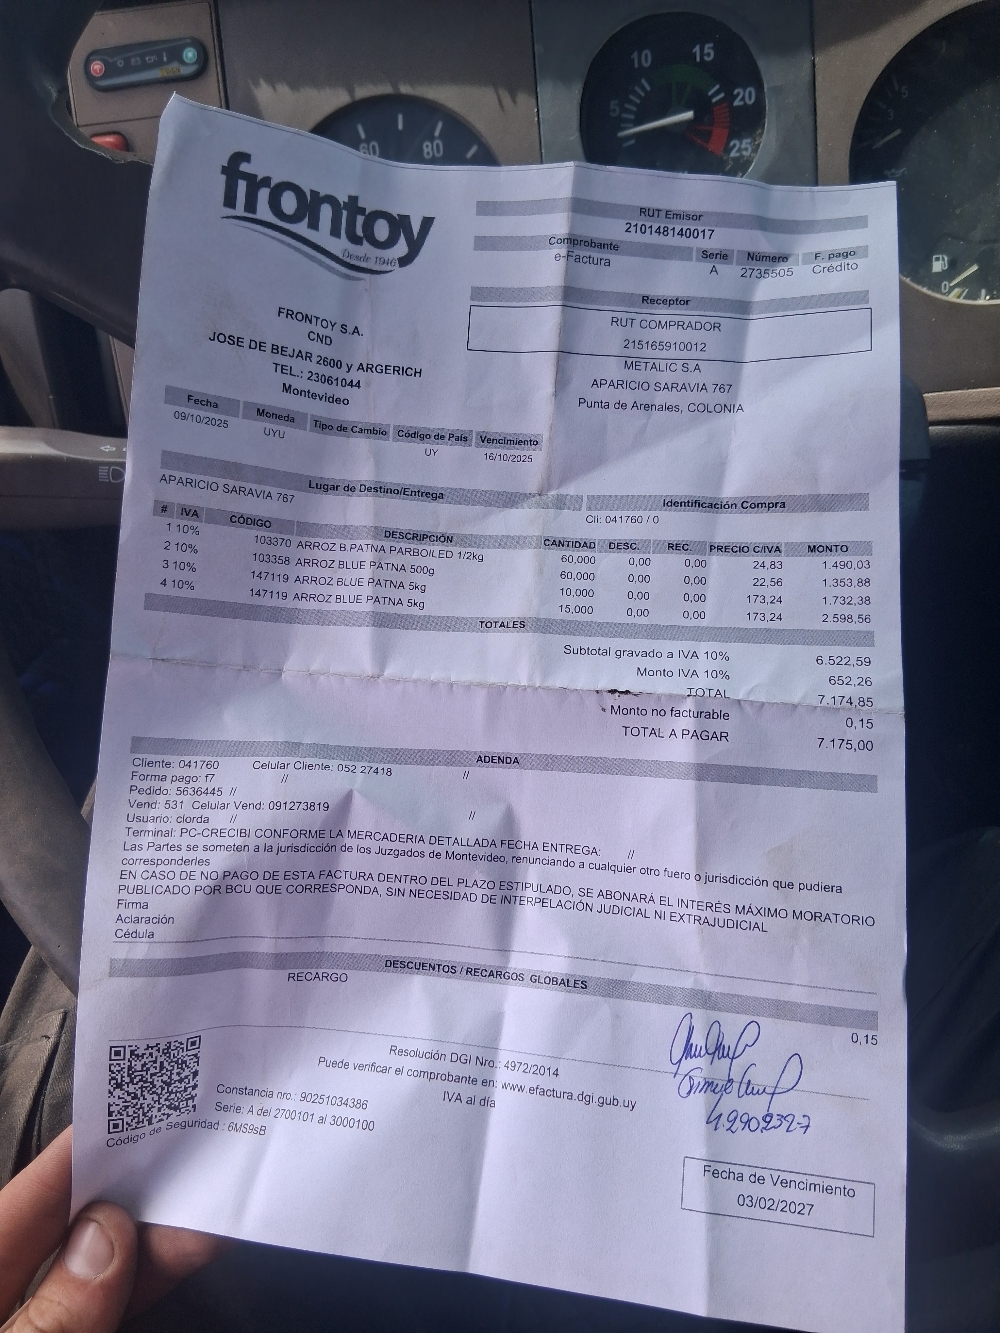 10 15
5 20
25
60 80
frontoy
Desde 1946
RUT Emisor
210148140017
Comprobante Serie Número F. pago
e-Factura A 2735505 Crédito
Receptor
RUT COMPRADOR
215165910012
METALIC S.A
APARICIO SARAVIA 767
Punta de Arenales, COLONIA
FRONTOY S.A.
CND
JOSE DE BEJAR 2600 y ARGERICH
TEL.: 23061044
Montevideo
Fecha Moneda Tipo de Cambio Código de País Vencimiento
09/10/2025 UYU UY 16/10/2025
Lugar de Destino/Entrega Identificación Compra
APARICIO SARAVIA 767 Cli: 041760 / 0
# IVA CÓDIGO DESCRIPCIÓN CANTIDAD DESC. REC. PRECIO C/IVA MONTO
1 10% 103370 ARROZ B.PATNA PARBOILED 1/2kg 60,000 0,00 0,00 24,83 1.490,03
2 10% 103358 ARROZ BLUE PATNA 500g 60,000 0,00 0,00 22,56 1.353,88
3 10% 147119 ARROZ BLUE PATNA 5kg 10,000 0,00 0,00 173,24 1.732,38
4 10% 147119 ARROZ BLUE PATNA 5kg 15,000 0,00 0,00 173,24 2.598,56
TOTALES
Subtotal gravado a IVA 10% 6.522,59
Monto IVA 10% 652,26
TOTAL 7.174,85
Monto no facturable 0,15
TOTAL A PAGAR 7.175,00
ADENDA
Cliente: 041760 Celular Cliente: 052 27418 //
Forma pago: f7 //
Pedido: 5636445 //
Vend: 531 Celular Vend: 091273819 //
Usuario: clorda //
Terminal: PC-CRECIBI CONFORME LA MERCADERIA DETALLADA FECHA ENTREGA: //
Las Partes se someten a la jurisdicción de los Juzgados de Montevideo, renunciando a cualquier otro fuero o jurisdicción que pudiera
corresponderles
EN CASO DE NO PAGO DE ESTA FACTURA DENTRO DEL PLAZO ESTIPULADO, SE ABONARÁ EL INTERÉS MÁXIMO MORATORIO
PUBLICADO POR BCU QUE CORRESPONDA, SIN NECESIDAD DE INTERPELACIÓN JUDICIAL NI EXTRAJUDICIAL
Firma
Aclaración
Cédula
DESCUENTOS / RECARGOS GLOBALES
RECARGO 0,15
Resolución DGI Nro.: 4972/2014
Puede verificar el comprobante en: www.efactura.dgi.gub.uy
IVA al día
Constancia nro.: 90251034386
Serie: A del 2700101 al 3000100
Código de Seguridad : 6MS9sB
4.290.232-7
Fecha de Vencimiento
03/02/2027